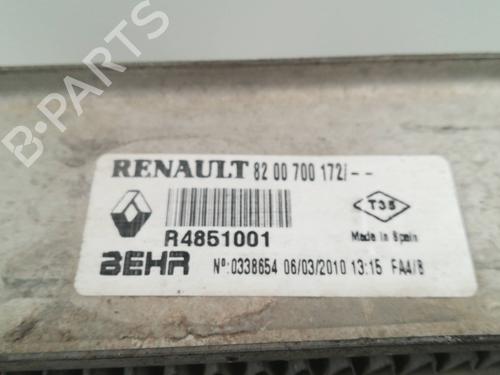 B-PARTS
RENAULT 82 00 700 172/--
T35
R4851001
Made in Spain
BEHR Nº:0338654 06/03/2010 13:15 FA4/B